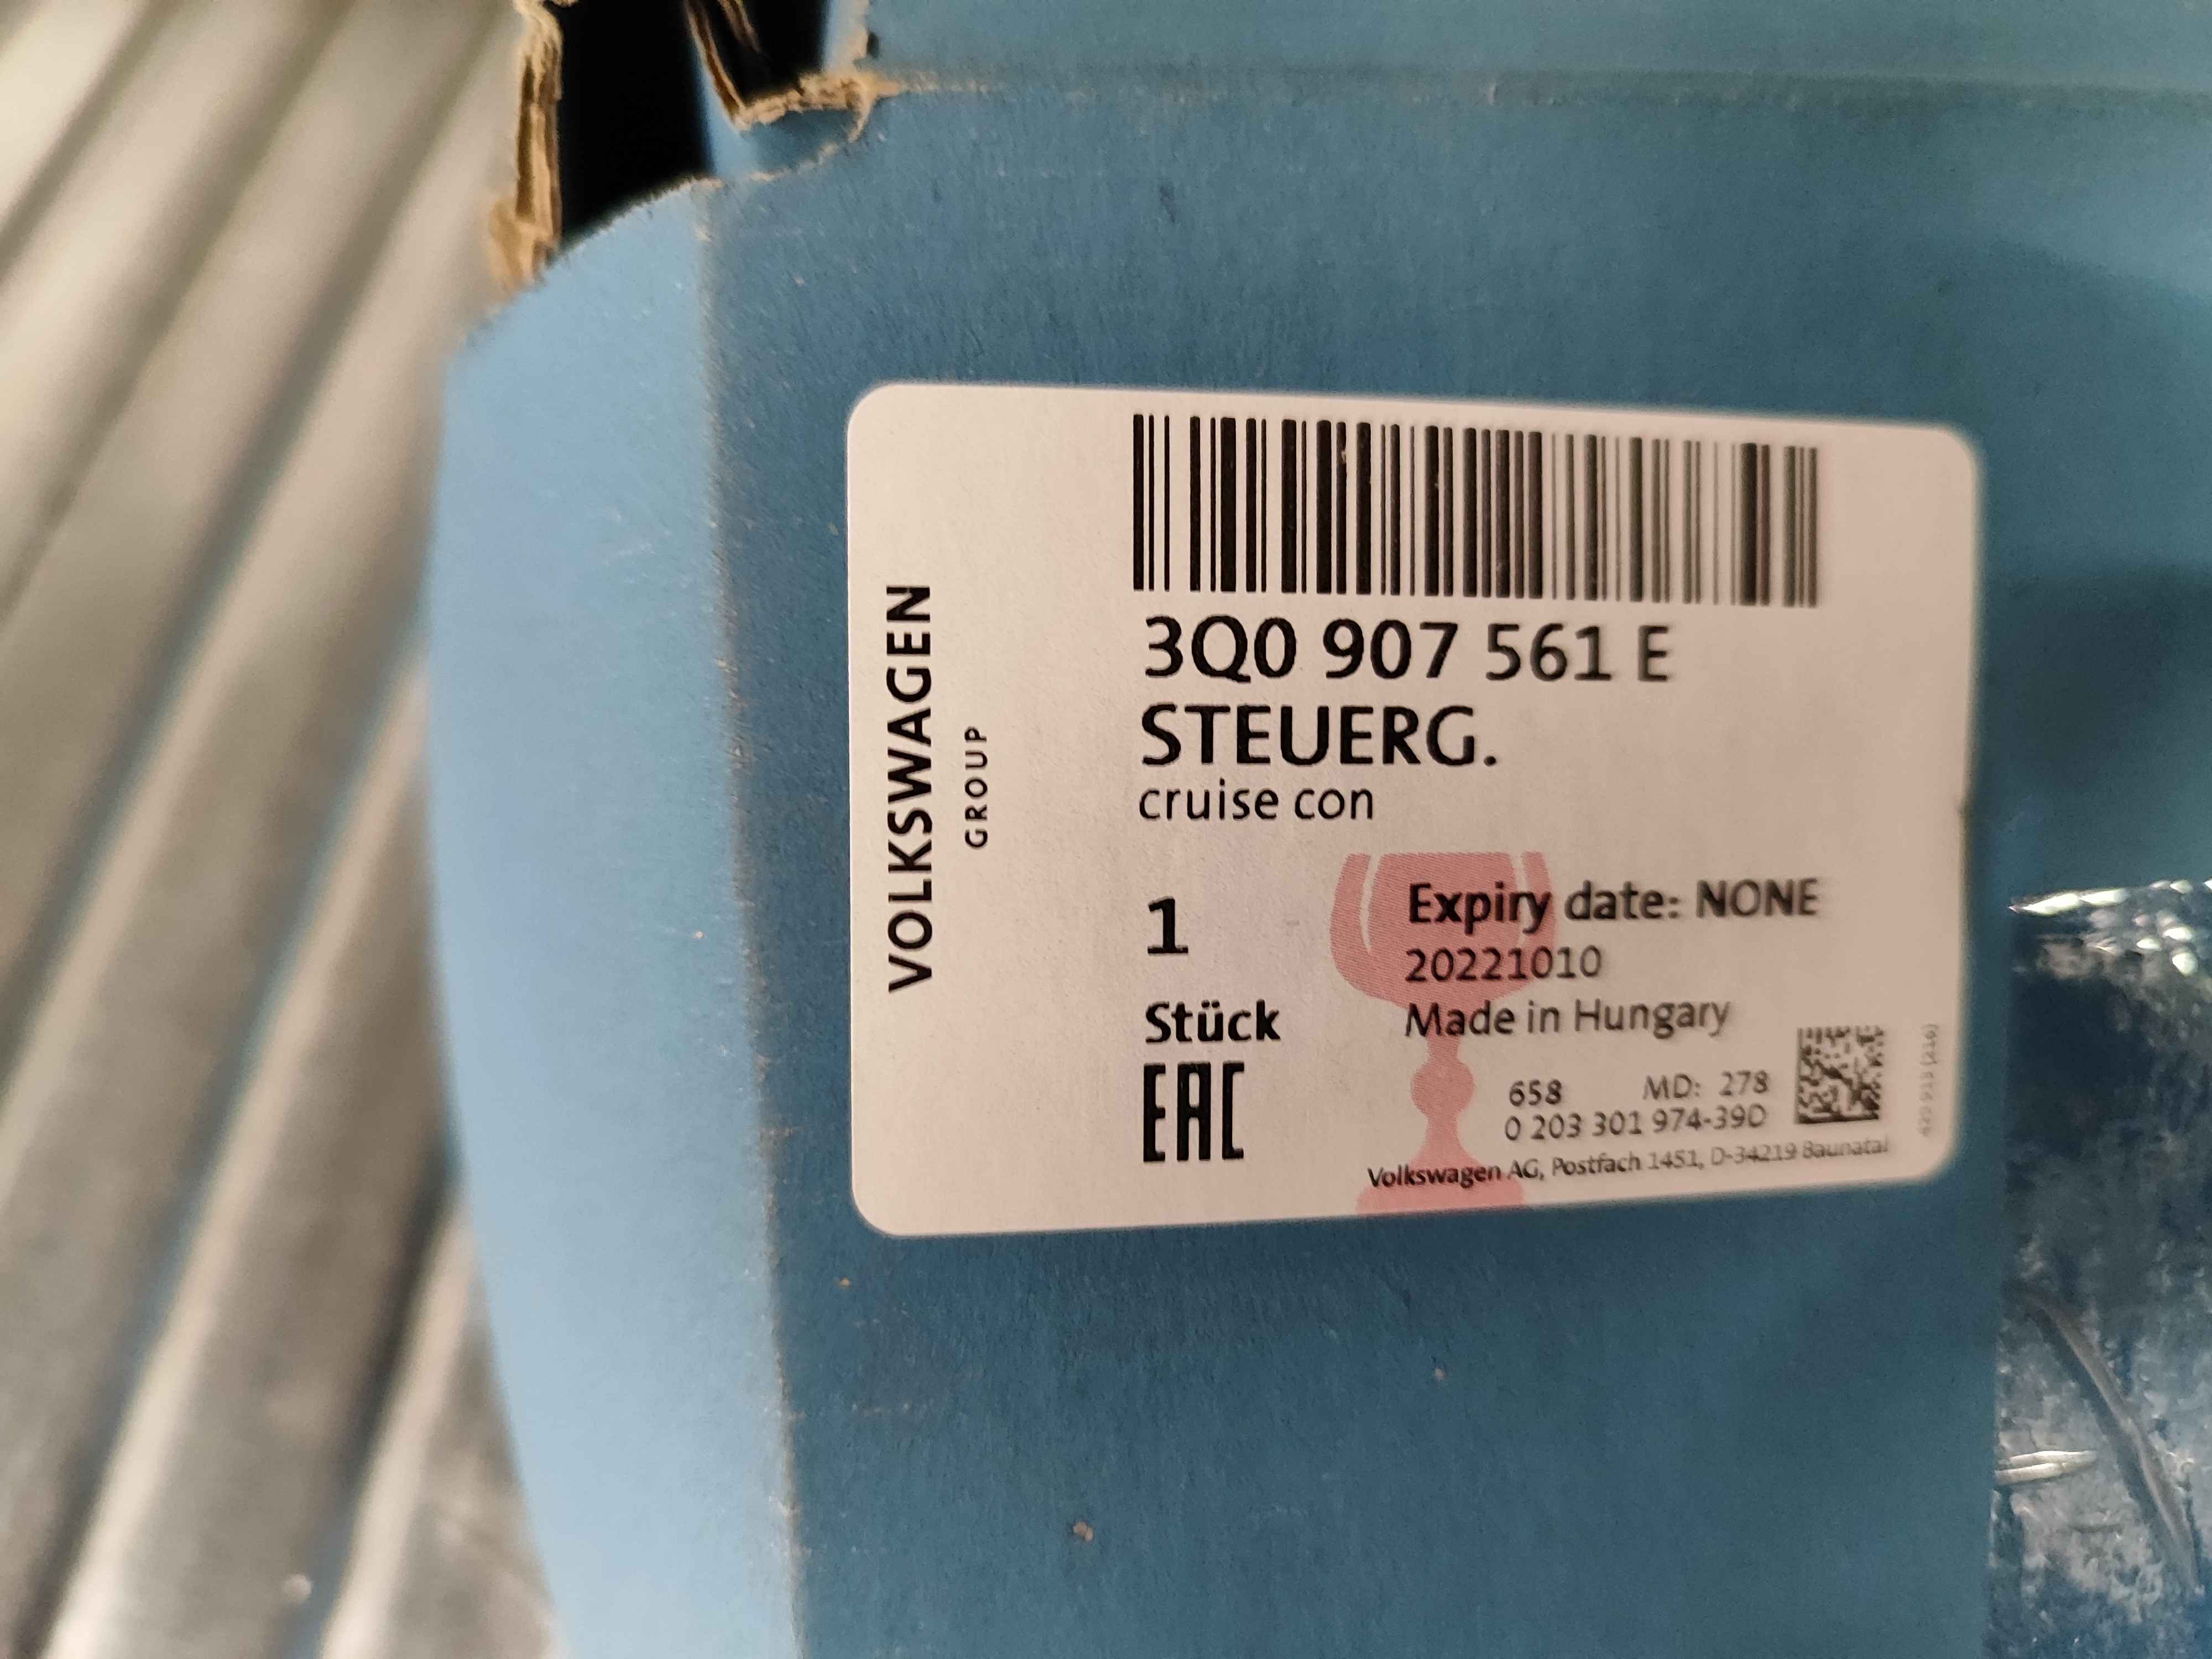 VOLKSWAGEN
GROUP
3Q0 907 561 E
STEUERG.
cruise con
1
Stück
EAC
Expiry date: NONE
20221010
Made in Hungary
658 MD: 278
0 203 301 974-39D
Volkswagen AG, Postfach 1451, D-34219 Baunatal